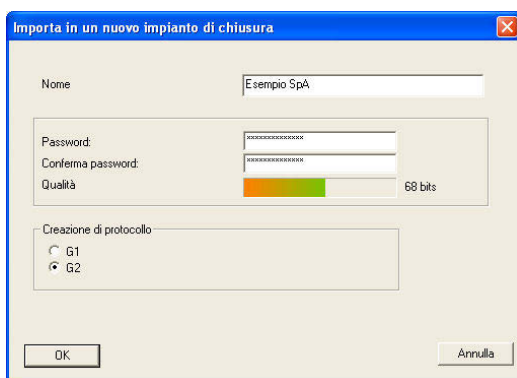 Importa in un nuovo impianto di chiusura
Nome
Esempio SpA
Password:
××××××××××××××
Conferma password:
××××××××××××××
Qualità
68 bits
Creazione di protocollo
G1
G2
OK
Annulla